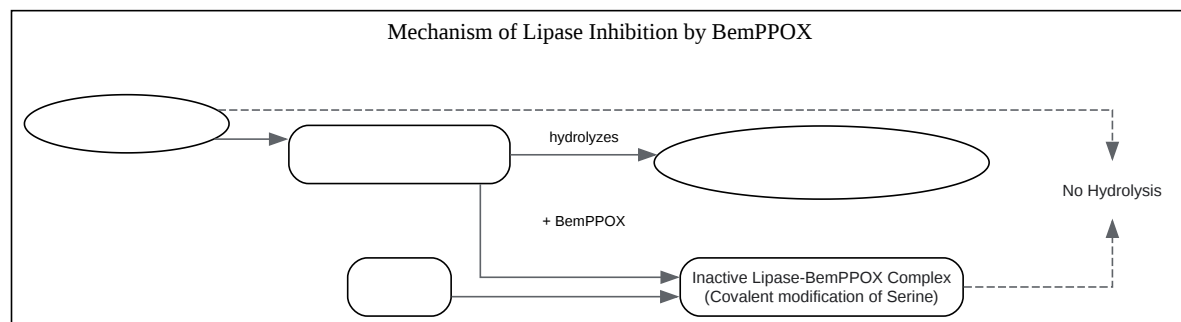 Mechanism of Lipase Inhibition by BemPPOX
hydrolyzes
No Hydrolysis
+ BemPPOX
Inactive Lipase-BemPPOX Complex
(Covalent modification of Serine)